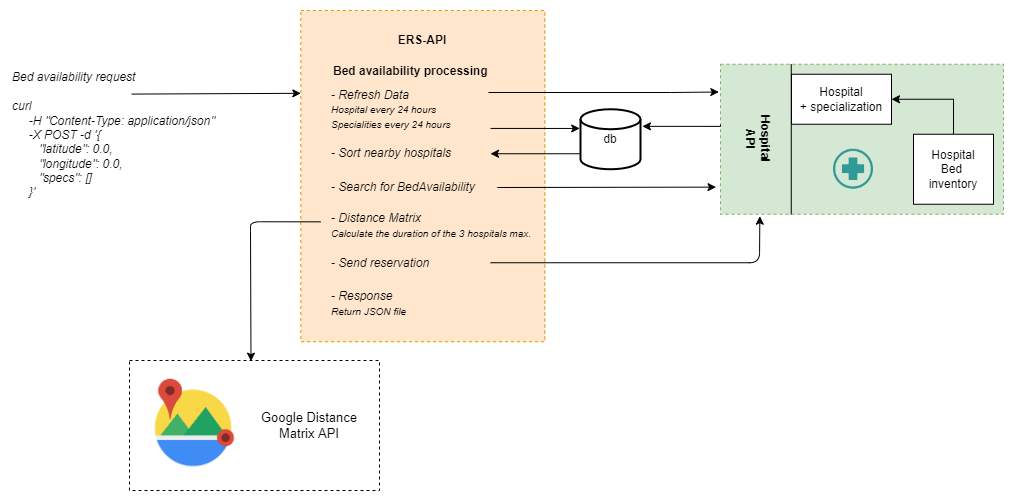 ERS-API
Bed availability request
curl
-H "Content-Type: application/json"
-X POST -d '{
"latitude": 0.0,
"longitude": 0.0,
"specs": []
}'
Bed availability processing
- Refresh Data
Hospital every 24 hours
Specialities every 24 hours
- Sort nearby hospitals
- Search for BedAvailability
- Distance Matrix
Calculate the duration of the 3 hospitals max.
- Send reservation
- Response
Return JSON file
db
Hospital
API
Hospital
+ specialization
Hospital
Bed
inventory
Google Distance
Matrix API